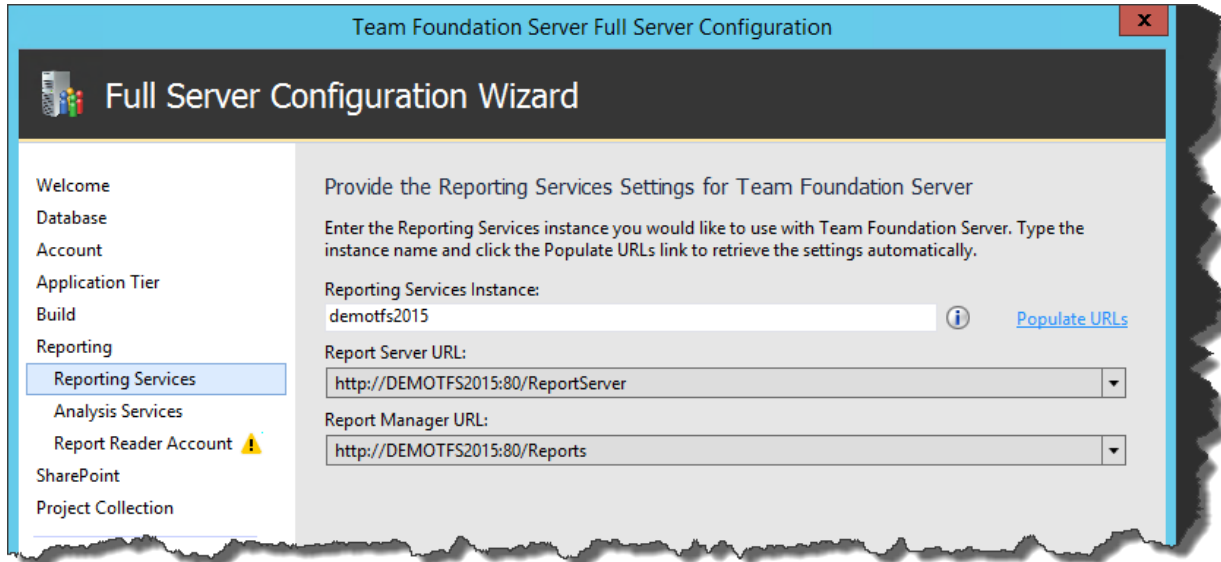 Team Foundation Server Full Server Configuration
x
Full Server Configuration Wizard
Welcome
Database
Account
Application Tier
Build
Reporting
Reporting Services
Analysis Services
Report Reader Account
SharePoint
Project Collection
Provide the Reporting Services Settings for Team Foundation Server
Enter the Reporting Services instance you would like to use with Team Foundation Server. Type the
instance name and click the Populate URLs link to retrieve the settings automatically.
Reporting Services Instance:
demotfs2015
Populate URLs
Report Server URL:
http://DEMOTFS2015:80/ReportServer
Report Manager URL:
http://DEMOTFS2015:80/Reports